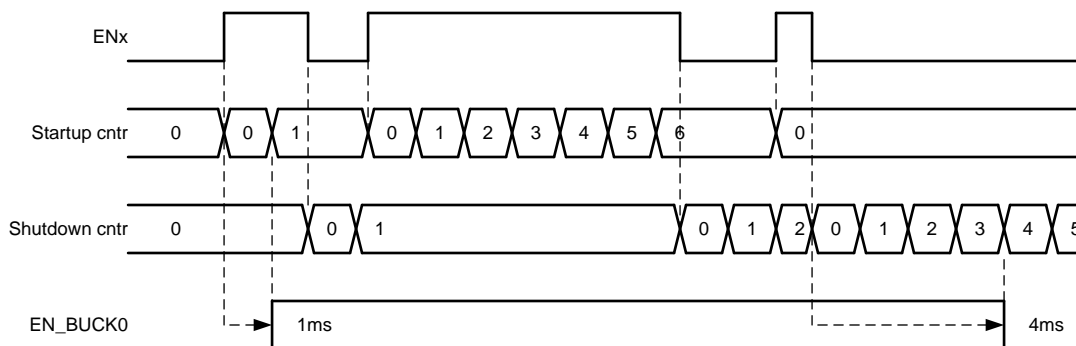 ENx
Startup cntr 0 0 1 0 1 2 3 4 5 6 0
Shutdown cntr 0 0 1 0 1 2 0 1 2 3 4 5
EN_BUCK0 1ms 4ms